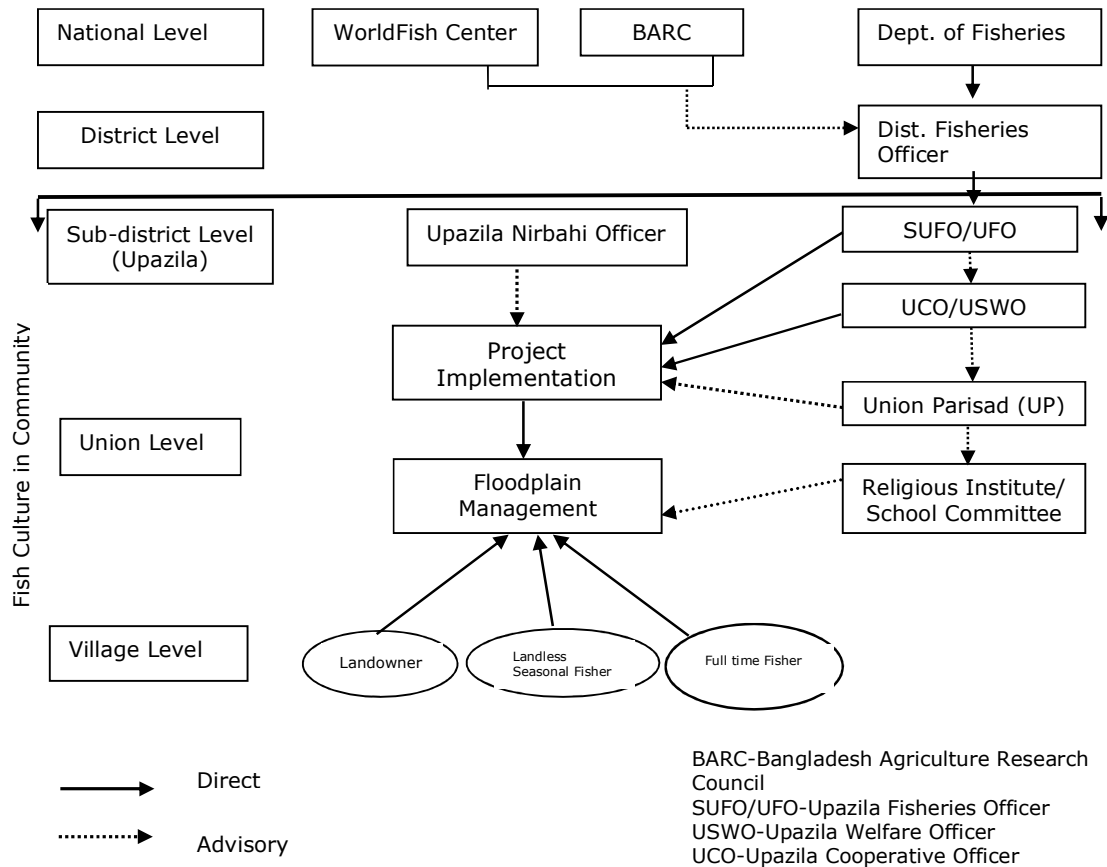 National Level
WorldFish Center
BARC
Dept. of Fisheries
District Level
Dist. Fisheries
Officer
Sub-district Level
(Upazila)
Upazila Nirbahi Officer
SUFO/UFO
UCO/USWO
Project
Implementation
Union Parisad (UP)
Union Level
Floodplain
Management
Religious Institute/
School Committee
Fish Culture in Community
Village Level
Landowner
Landless
Seasonal Fisher
Full time Fisher
Direct
Advisory
BARC-Bangladesh Agriculture Research
Council
SUFO/UFO-Upazila Fisheries Officer
USWO-Upazila Welfare Officer
UCO-Upazila Cooperative Officer